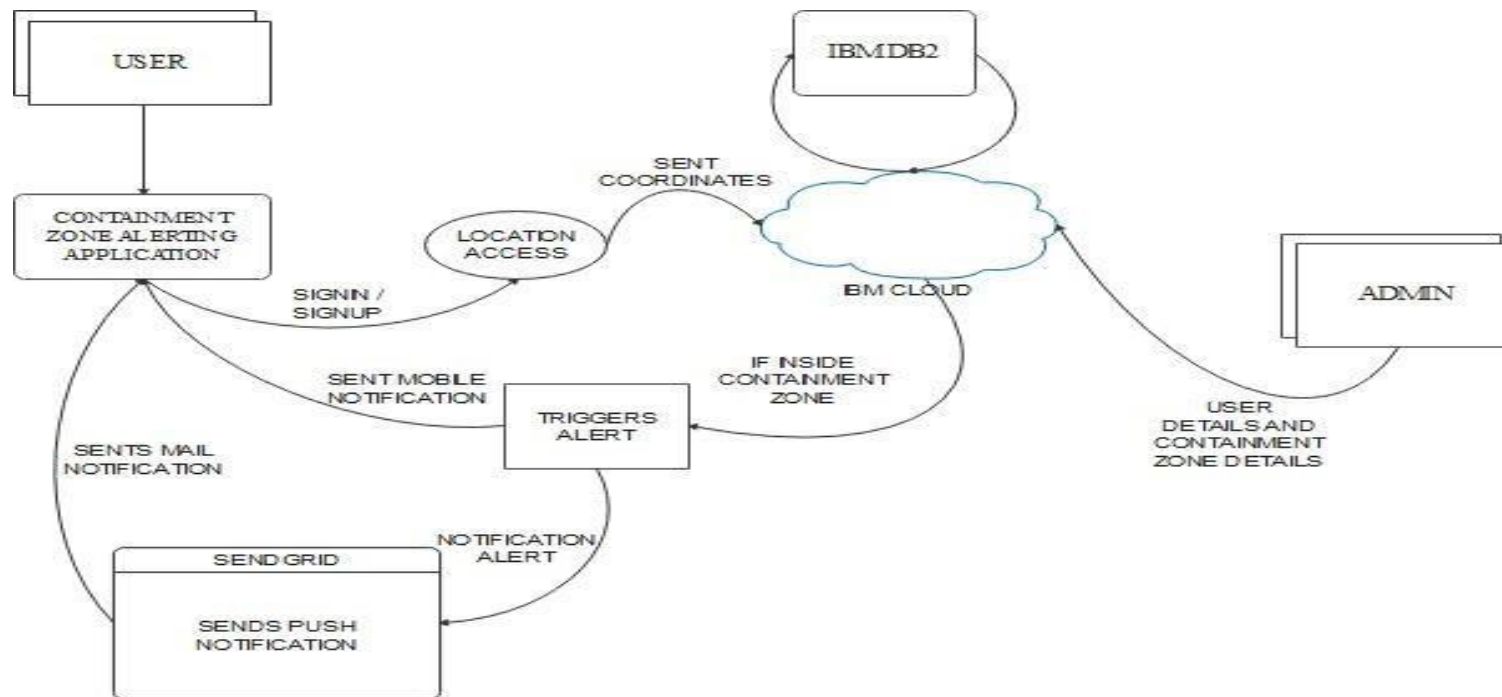 USER
IBM DB2
SENT
COORDINATES
CONTAINMENT
ZONE ALERTING
APPLICATION
LOCATION
ACCESS
SIGNIN /
SIGNUP
IBM CLOUD
ADMIN
SENT MOBILE
NOTIFICATION
IF INSIDE
CONTAINMENT
ZONE
TRIGGERS
ALERT
USER
DETAILS AND
CONTAINMENT
ZONE DETAILS
SENTS MAIL
NOTIFICATION
NOTIFICATION
ALERT
SENDGRID
SENDS PUSH
NOTIFICATION